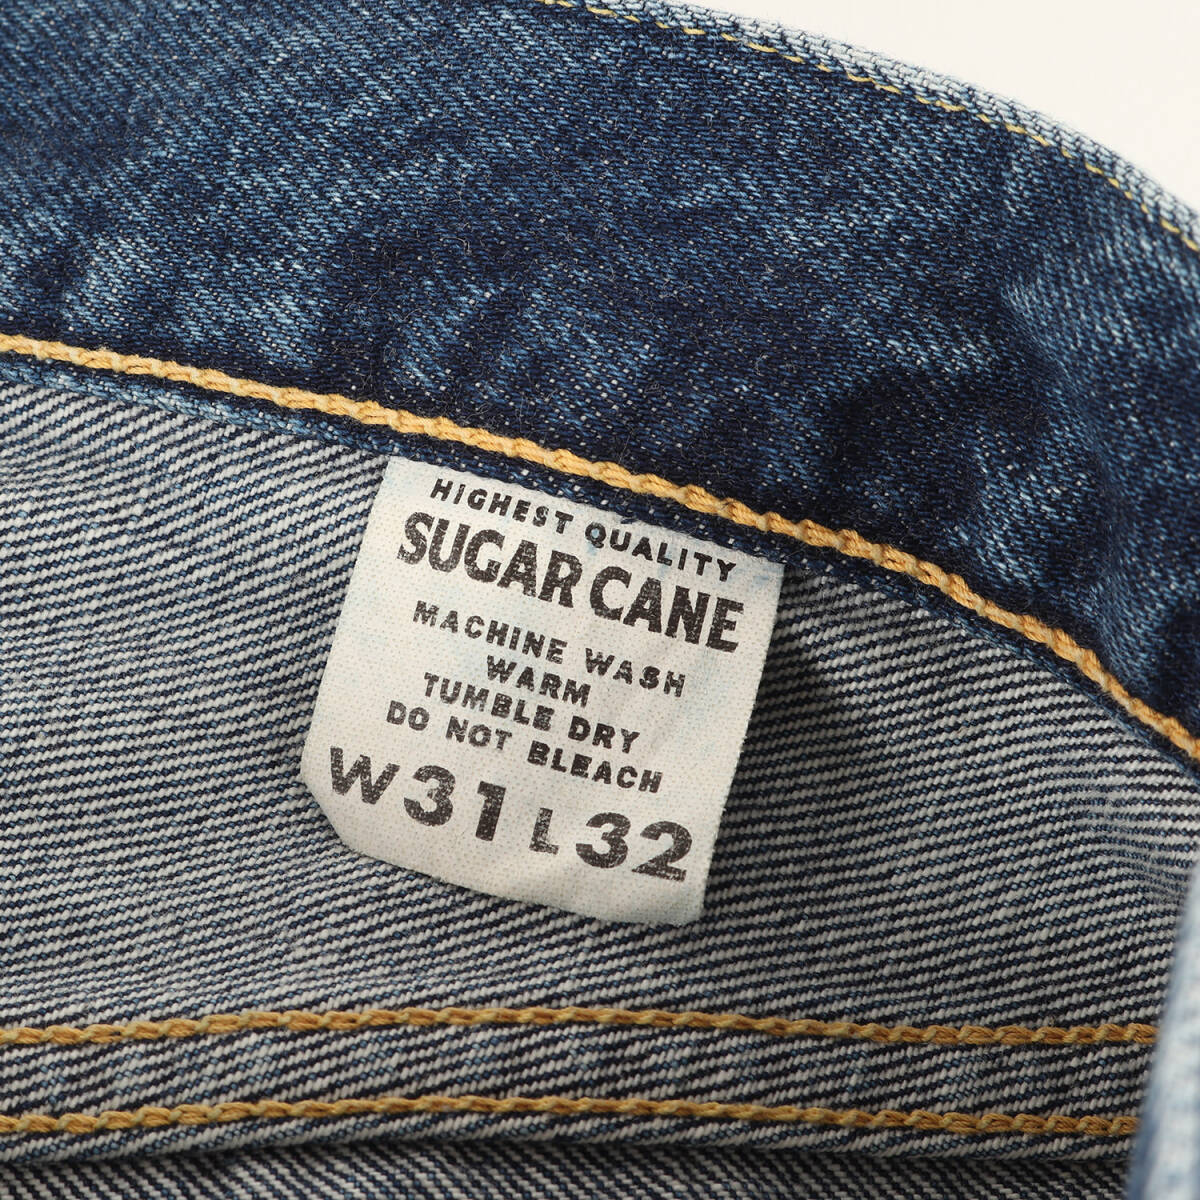 HIGHEST QUALITY
SUGAR CANE
MACHINE WASH
WARM
TUMBLE DRY
DO NOT BLEACH
W31 L32